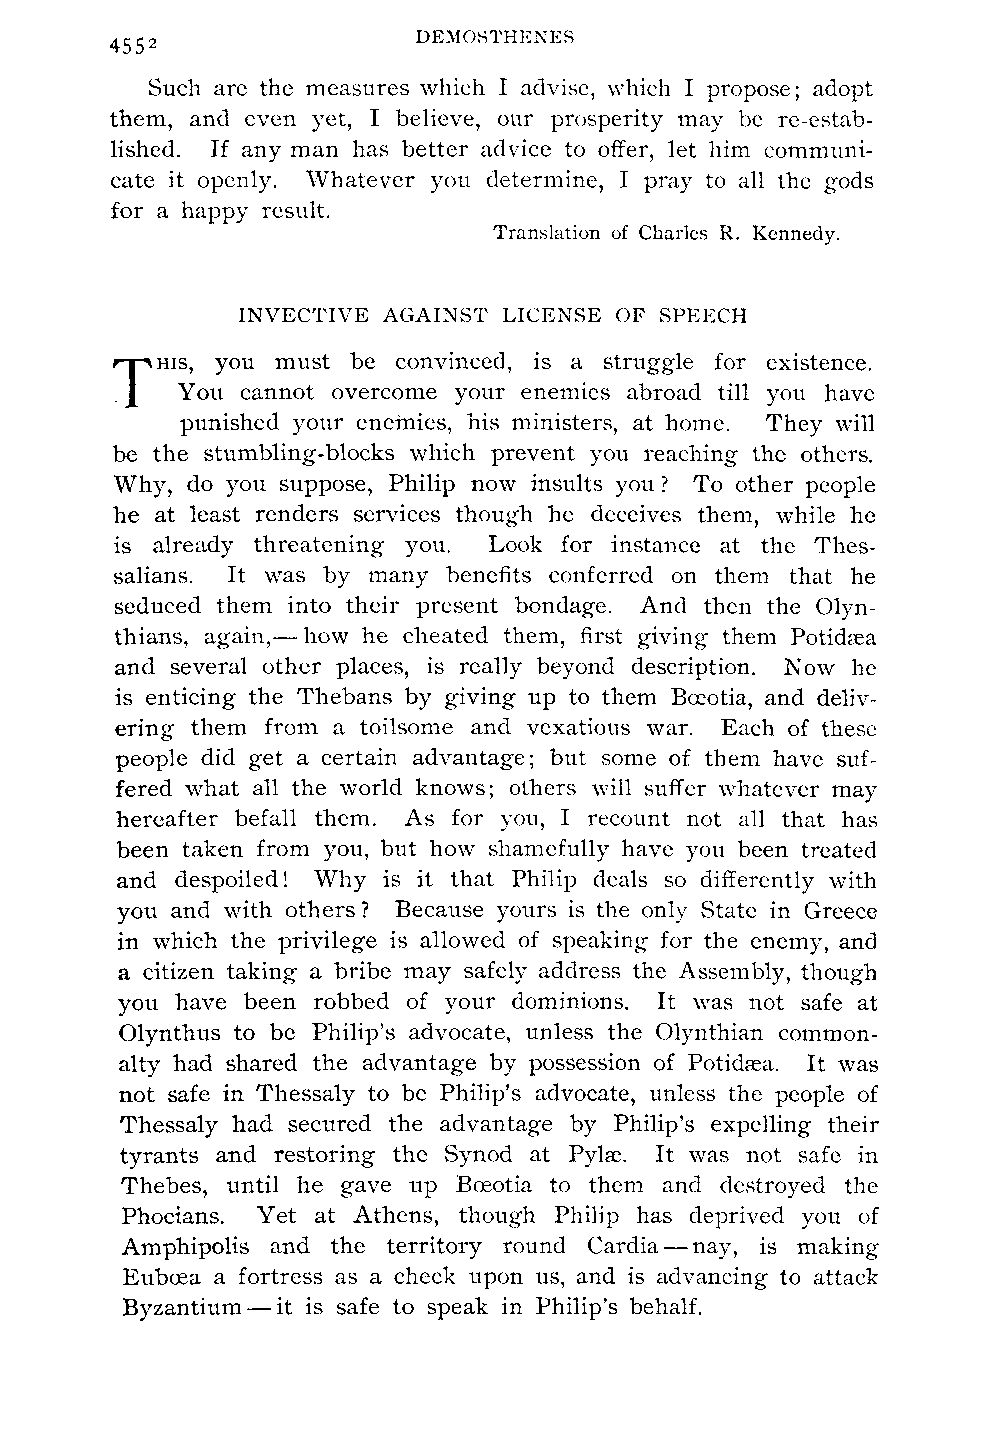 4552
DEMOSTHENES
Such are the measures which I advise, which I propose; adopt
them, and even yet, I believe, our prosperity may be re-estab-
lished. If any man has better advice to offer, let him communi-
cate it openly. Whatever you determine, I pray to all the gods
for a happy result.
Translation of Charles R. Kennedy.
INVECTIVE AGAINST LICENSE OF SPEECH
THIS, you must be convinced, is a struggle for existence.
You cannot overcome your enemies abroad till you have
punished your enemies, his ministers, at home. They will
be the stumbling-blocks which prevent you reaching the others.
Why, do you suppose, Philip now insults you? To other people
he at least renders services though he deceives them, while he
is already threatening you. Look for instance at the Thes-
salians. It was by many benefits conferred on them that he
seduced them into their present bondage. And then the Olyn-
thians, again,—how he cheated them, first giving them Potidæa
and several other places, is really beyond description. Now he
is enticing the Thebans by giving up to them Bœotia, and deliv-
ering them from a toilsome and vexatious war. Each of these
people did get a certain advantage; but some of them have suf-
fered what all the world knows; others will suffer whatever may
hereafter befall them. As for you, I recount not all that has
been taken from you, but how shamefully have you been treated
and despoiled! Why is it that Philip deals so differently with
you and with others? Because yours is the only State in Greece
in which the privilege is allowed of speaking for the enemy, and
a citizen taking a bribe may safely address the Assembly, though
you have been robbed of your dominions. It was not safe at
Olynthus to be Philip's advocate, unless the Olynthian common-
alty had shared the advantage by possession of Potidæa. It was
not safe in Thessaly to be Philip's advocate, unless the people of
Thessaly had secured the advantage by Philip's expelling their
tyrants and restoring the Synod at Pylæ. It was not safe in
Thebes, until he gave up Bœotia to them and destroyed the
Phocians. Yet at Athens, though Philip has deprived you of
Amphipolis and the territory round Cardia—nay, is making
Eubœa a fortress as a check upon us, and is advancing to attack
Byzantium—it is safe to speak in Philip's behalf.